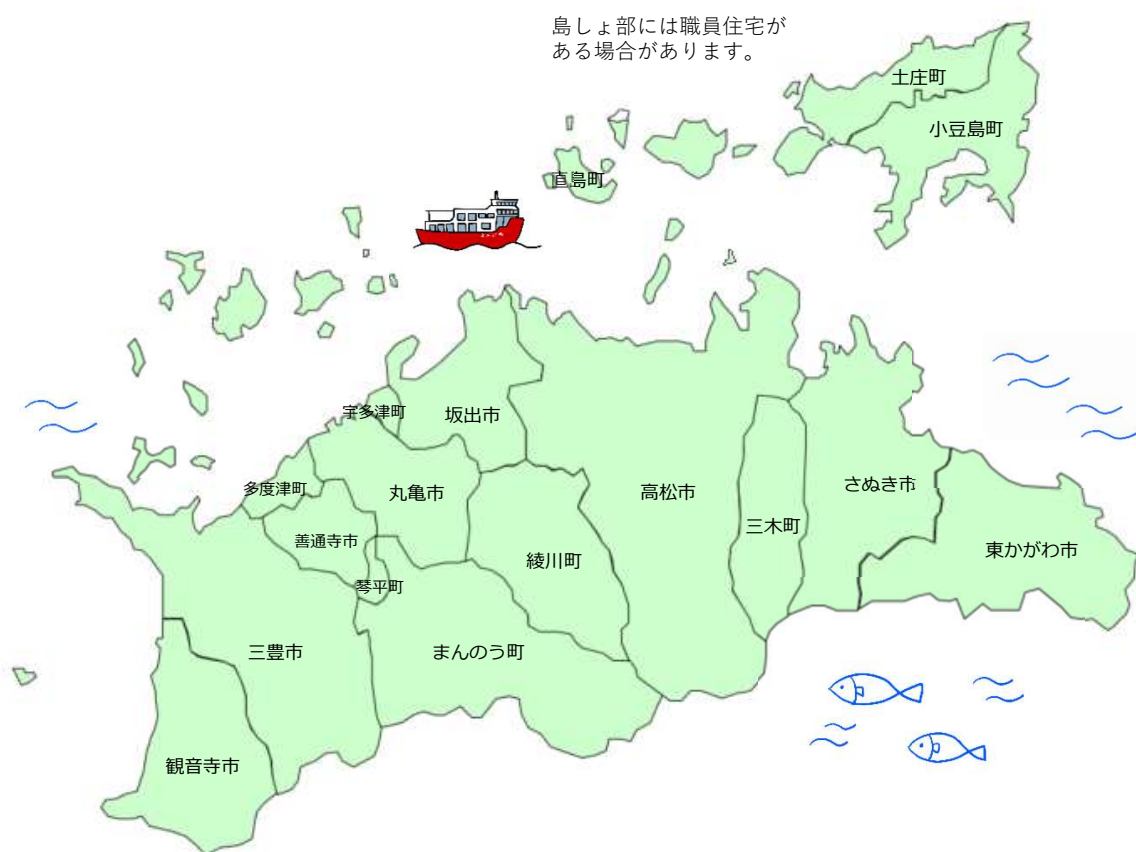 島しょ部には職員住宅が
ある場合があります。
土庄町
小豆島町
直島町
宇多津町
坂出市
多度津町
丸亀市
高松市
さぬき市
善通寺市
綾川町
三木町
東かがわ市
琴平町
三豊市
まんのう町
観音寺市